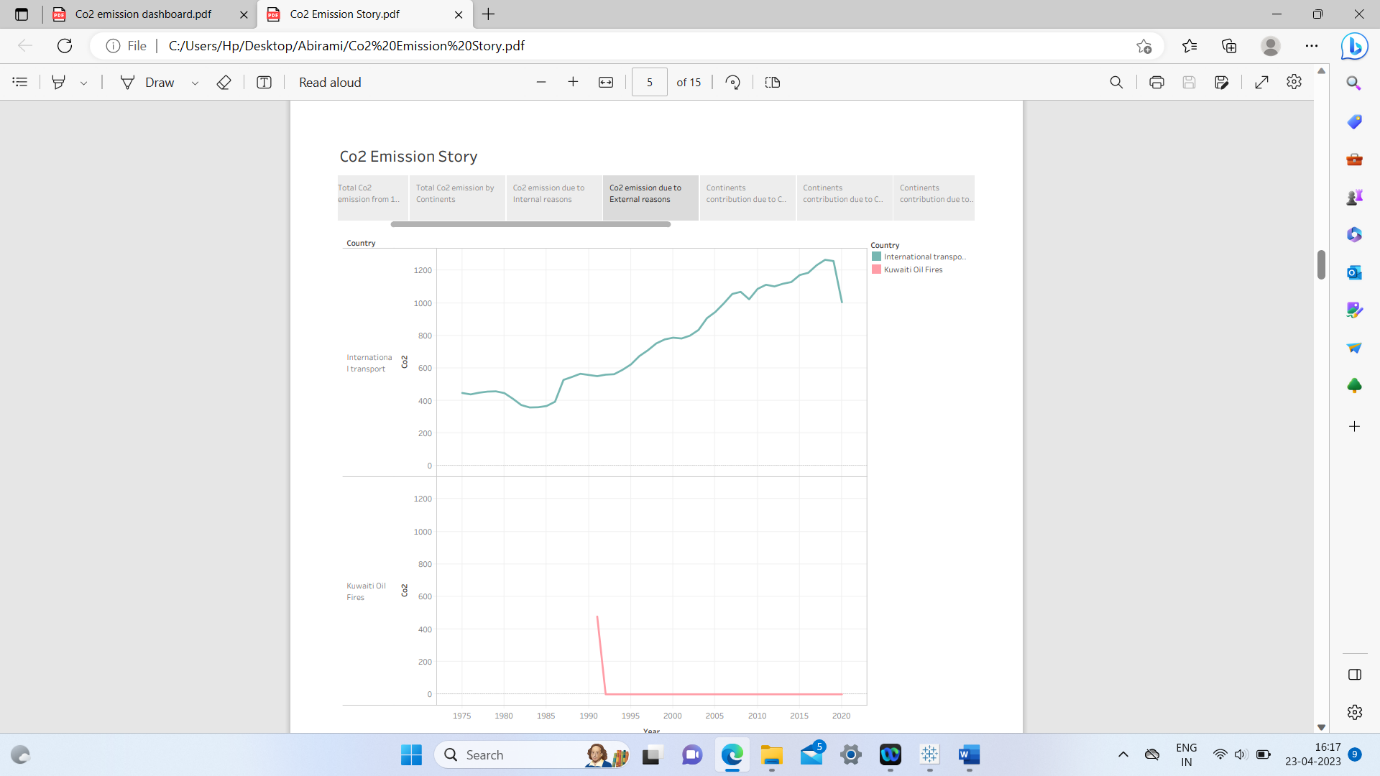 Co2 emission dashboard.pdf
Co2 Emission Story.pdf
File
C:/Users/Hp/Desktop/Abirami/Co2%20Emission%20Story.pdf
Draw
Read aloud
5
of 15
Co2 Emission Story
Total Co2
emission from 1..
Total Co2 emission by
Continents
Co2 emission due to
Internal reasons
Co2 emission due to
External reasons
Continents
contribution due to C..
Continents
contribution due to C..
Continents
contribution due to..
Country
Country
International transpo..
Kuwaiti Oil Fires
Internationa
l transport
Co2
1200
1000
800
600
400
200
0
Kuwaiti Oil
Fires
Co2
1200
1000
800
600
400
200
0
1975 1980 1985 1990 1995 2000 2005 2010 2015 2020
Year
Search
5
ENG
IN
16:17
23-04-2023
9